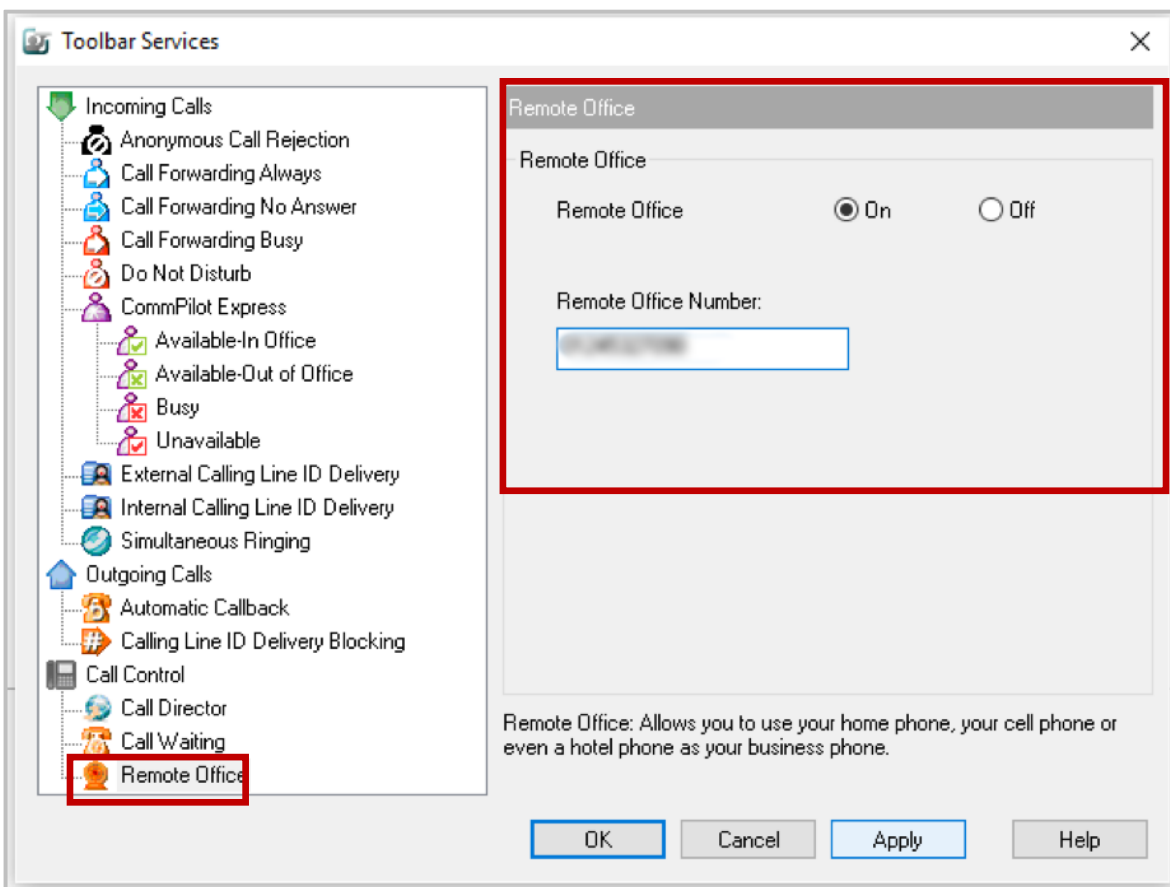 Toolbar Services
Incoming Calls
Anonymous Call Rejection
Call Forwarding Always
Call Forwarding No Answer
Call Forwarding Busy
Do Not Disturb
CommPilot Express
Available-In Office
Available-Out of Office
Busy
Unavailable
External Calling Line ID Delivery
Internal Calling Line ID Delivery
Simultaneous Ringing
Outgoing Calls
Automatic Callback
Calling Line ID Delivery Blocking
Call Control
Call Director
Call Waiting
Remote Office
Remote Office
Remote Office
Remote Office On Off
Remote Office Number:
Remote Office: Allows you to use your home phone, your cell phone or
even a hotel phone as your business phone.
OK Cancel Apply Help